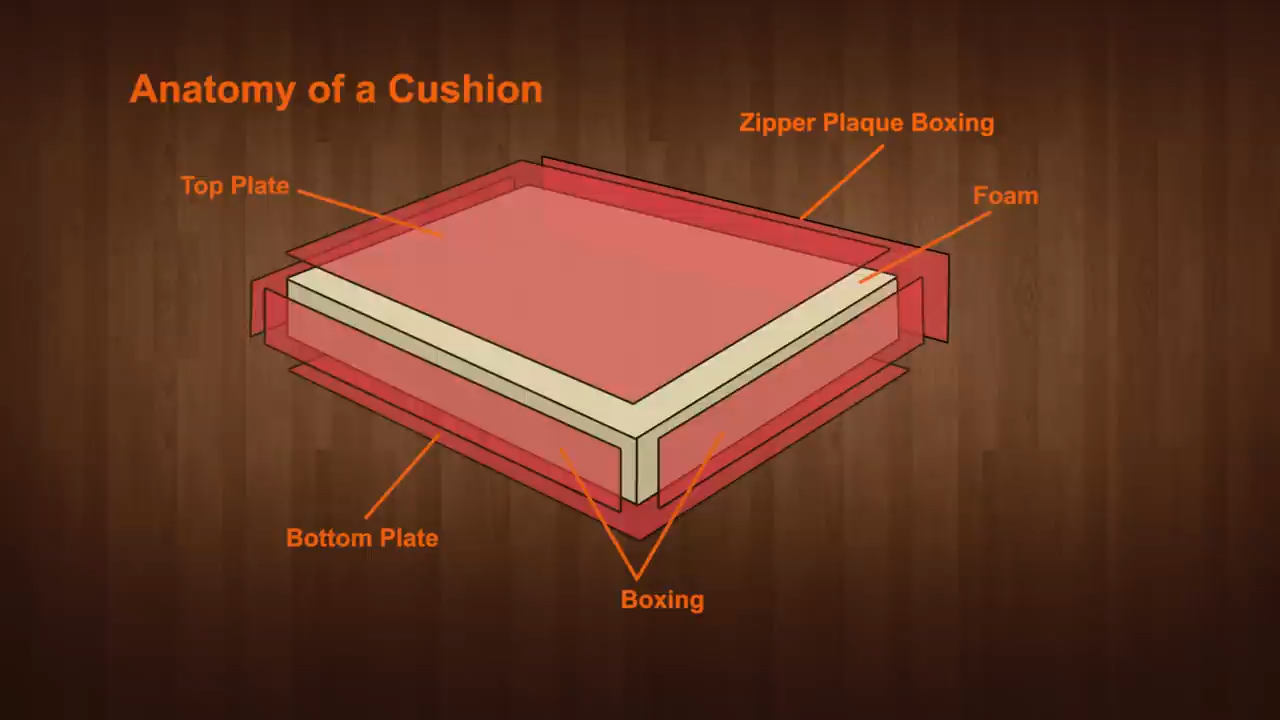 Anatomy of a Cushion
Zipper Plaque Boxing
Top Plate
Foam
Bottom Plate
Boxing